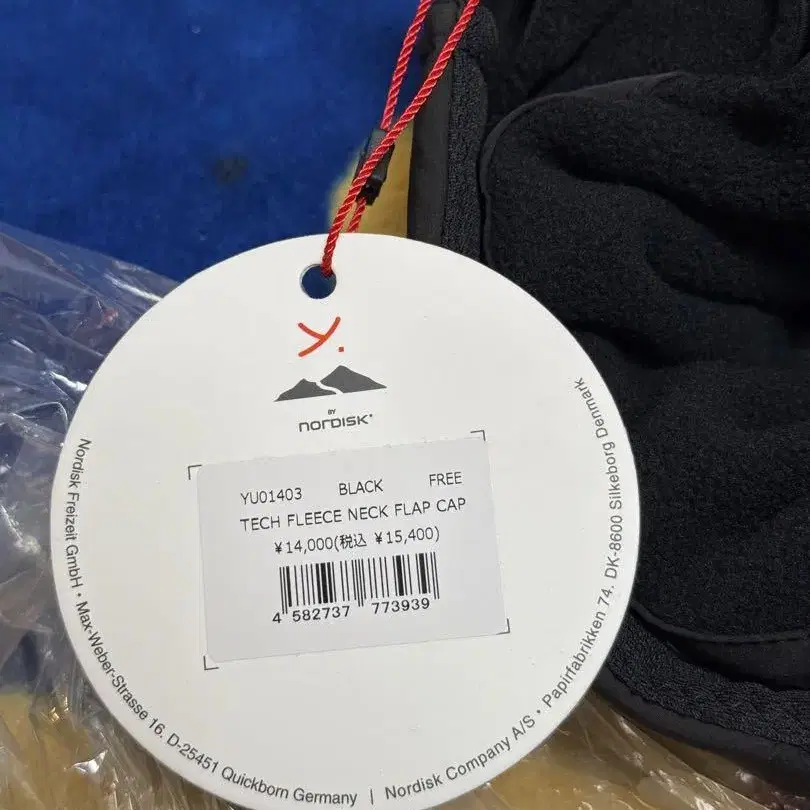 y.
BY
NORDISK
YU01403 BLACK FREE
TECH FLEECE NECK FLAP CAP
¥14,000(税込 ¥15,400)
4 582737 773939
Nordisk Freizeit GmbH • Max-Weber-Strasse 16. D-25451 Quickborn Germany | Nordisk Company A/S • Papirfabrikken 74. DK-8600 Silkeborg Denmark